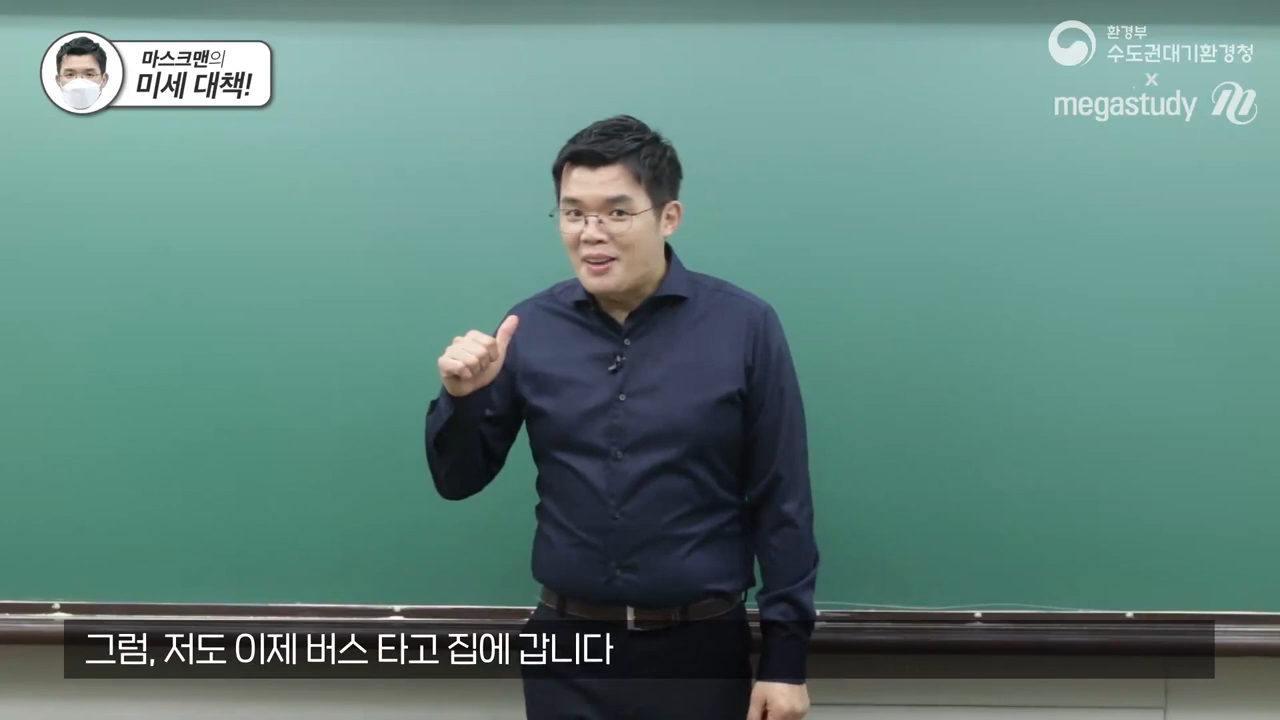 마스크맨의
미세 대책!
환경부
수도권대기환경청
x
megastudy m
그럼, 저도 이제 버스 타고 집에 갑니다